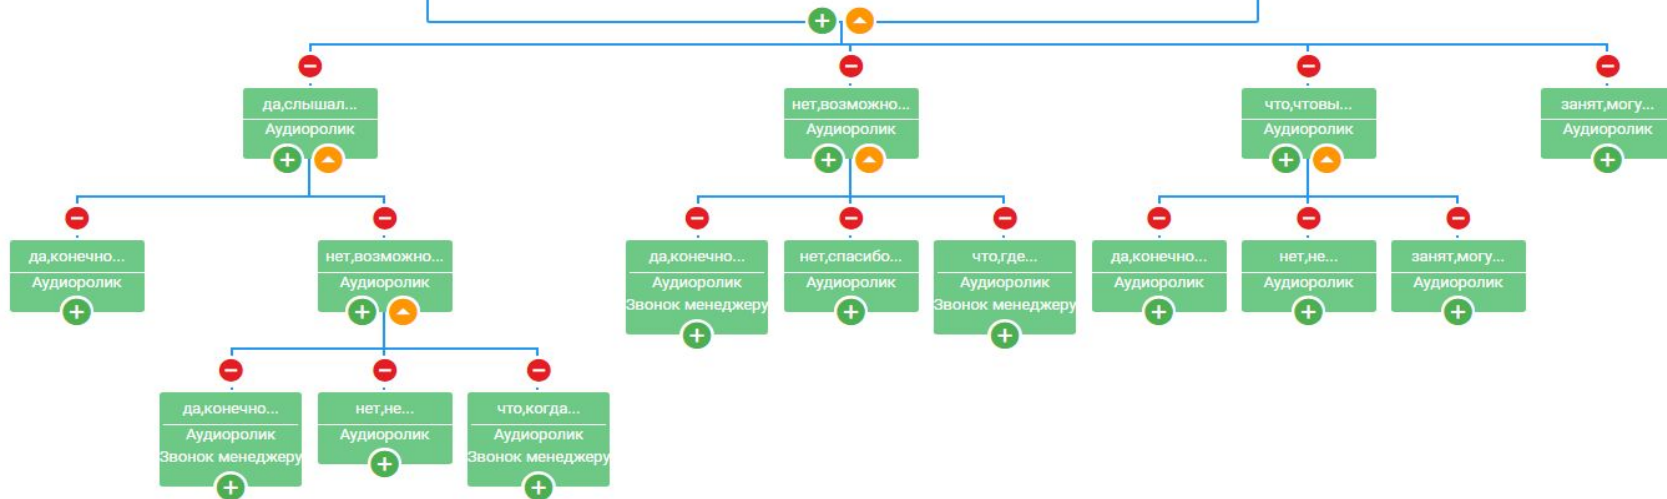 да,слышал...
Аудиоролик
нет,возможно...
Аудиоролик
что,чтовы...
Аудиоролик
занят,могу...
Аудиоролик
да,конечно...
Аудиоролик
нет,возможно...
Аудиоролик
да,конечно...
Аудиоролик
Звонок менеджеру
нет,спасибо...
Аудиоролик
что,где...
Аудиоролик
Звонок менеджеру
да,конечно...
Аудиоролик
нет,не...
Аудиоролик
занят,могу...
Аудиоролик
да,конечно...
Аудиоролик
Звонок менеджеру
нет,не...
Аудиоролик
что,когда...
Аудиоролик
Звонок менеджеру